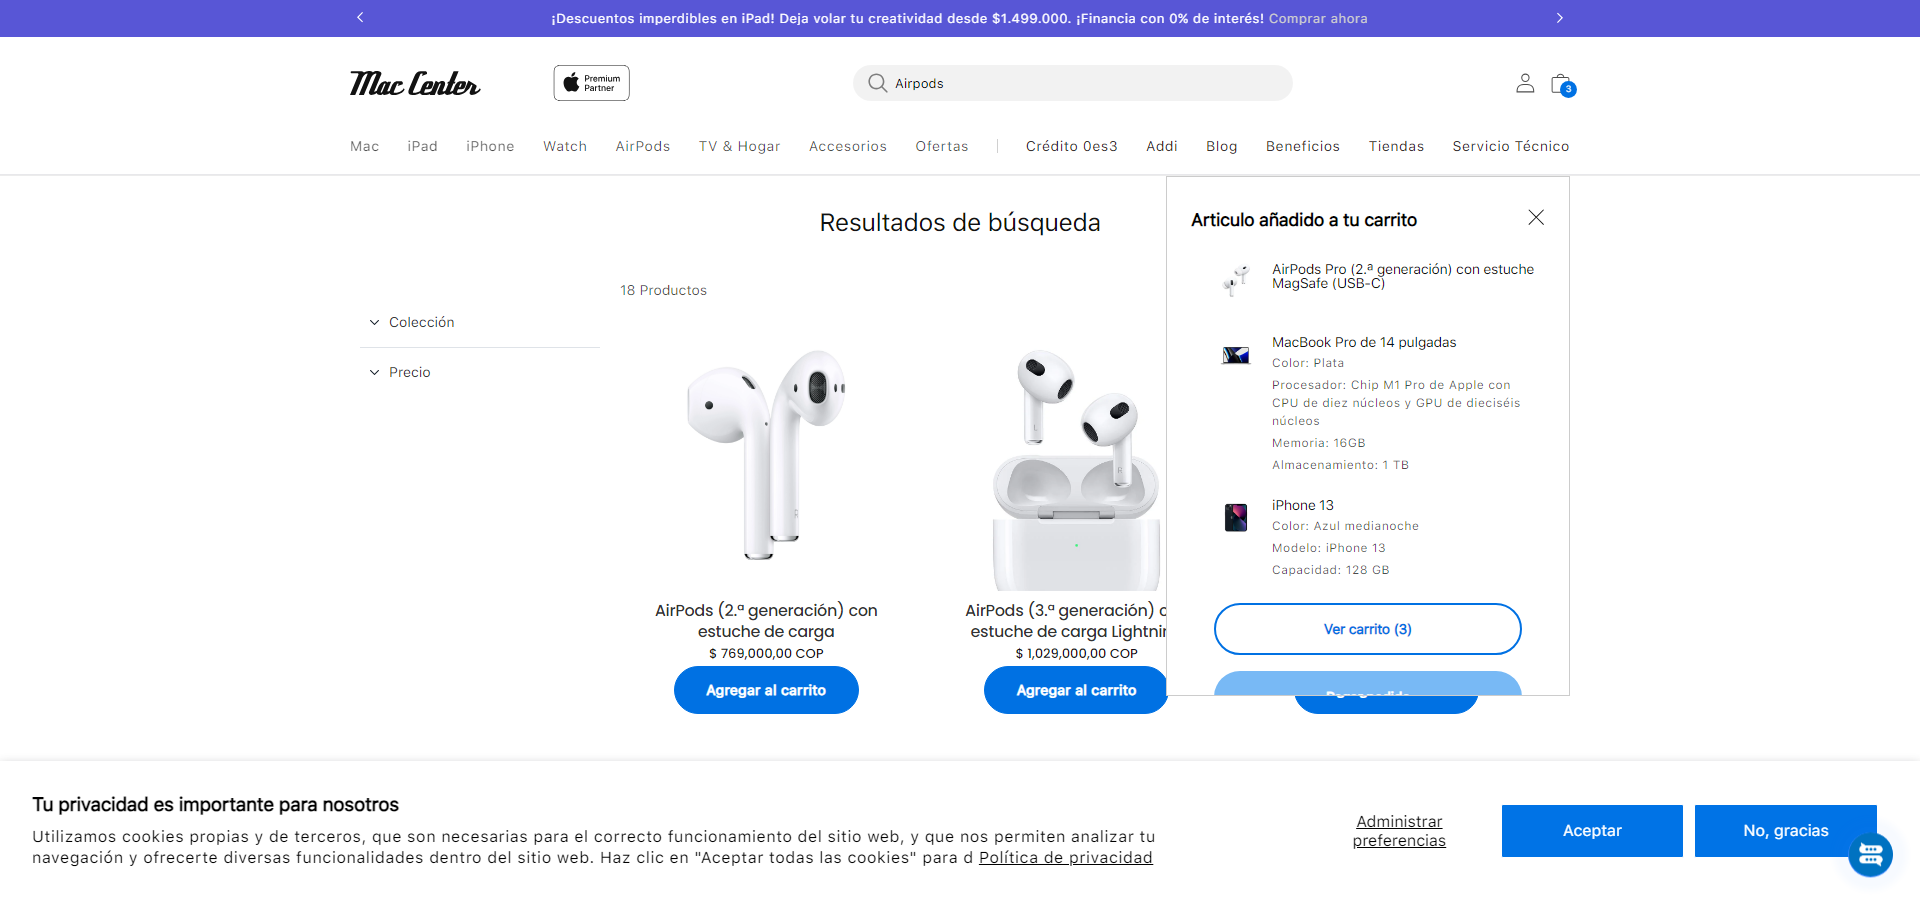 ¡Descuentos imperdibles en iPad! Deja volar tu creatividad desde $1.499.000. ¡Financia con 0% de interés! Comprar ahora
Mac Center
Premium
Partner
Airpods
3
Mac
iPad
iPhone
Watch
AirPods
TV & Hogar
Accesorios
Ofertas
Crédito 0es3
Addi
Blog
Beneficios
Tiendas
Servicio Técnico
Resultados de búsqueda
18 Productos
Colección
Precio
AirPods (2.ª generación) con
estuche de carga
$ 769,000,00 COP
Agregar al carrito
AirPods (3.ª generación)
estuche de carga
$ 1,029,000,00 COP
Agregar al carrito
Articulo añadido a tu carrito
AirPods Pro (2.ª generación) con estuche
MagSafe (USB-C)
MacBook Pro de 14 pulgadas
Color: Plata
Procesador: Chip M1 Pro de Apple con
CPU de diez núcleos y GPU de dieciséis
núcleos
Memoria: 16GB
Almacenamiento: 1 TB
iPhone 13
Color: Azul medianoche
Modelo: iPhone 13
Capacidad: 128 GB
Ver carrito (3)
Tu privacidad es importante para nosotros
Utilizamos cookies propias y de terceros, que son necesarias para el correcto funcionamiento del sitio web, y que nos permiten analizar tu
navegación y ofrecerte diversas funcionalidades dentro del sitio web. Haz clic en "Aceptar todas las cookies" para d Política de privacidad
Administrar
preferencias
Aceptar
No, gracias